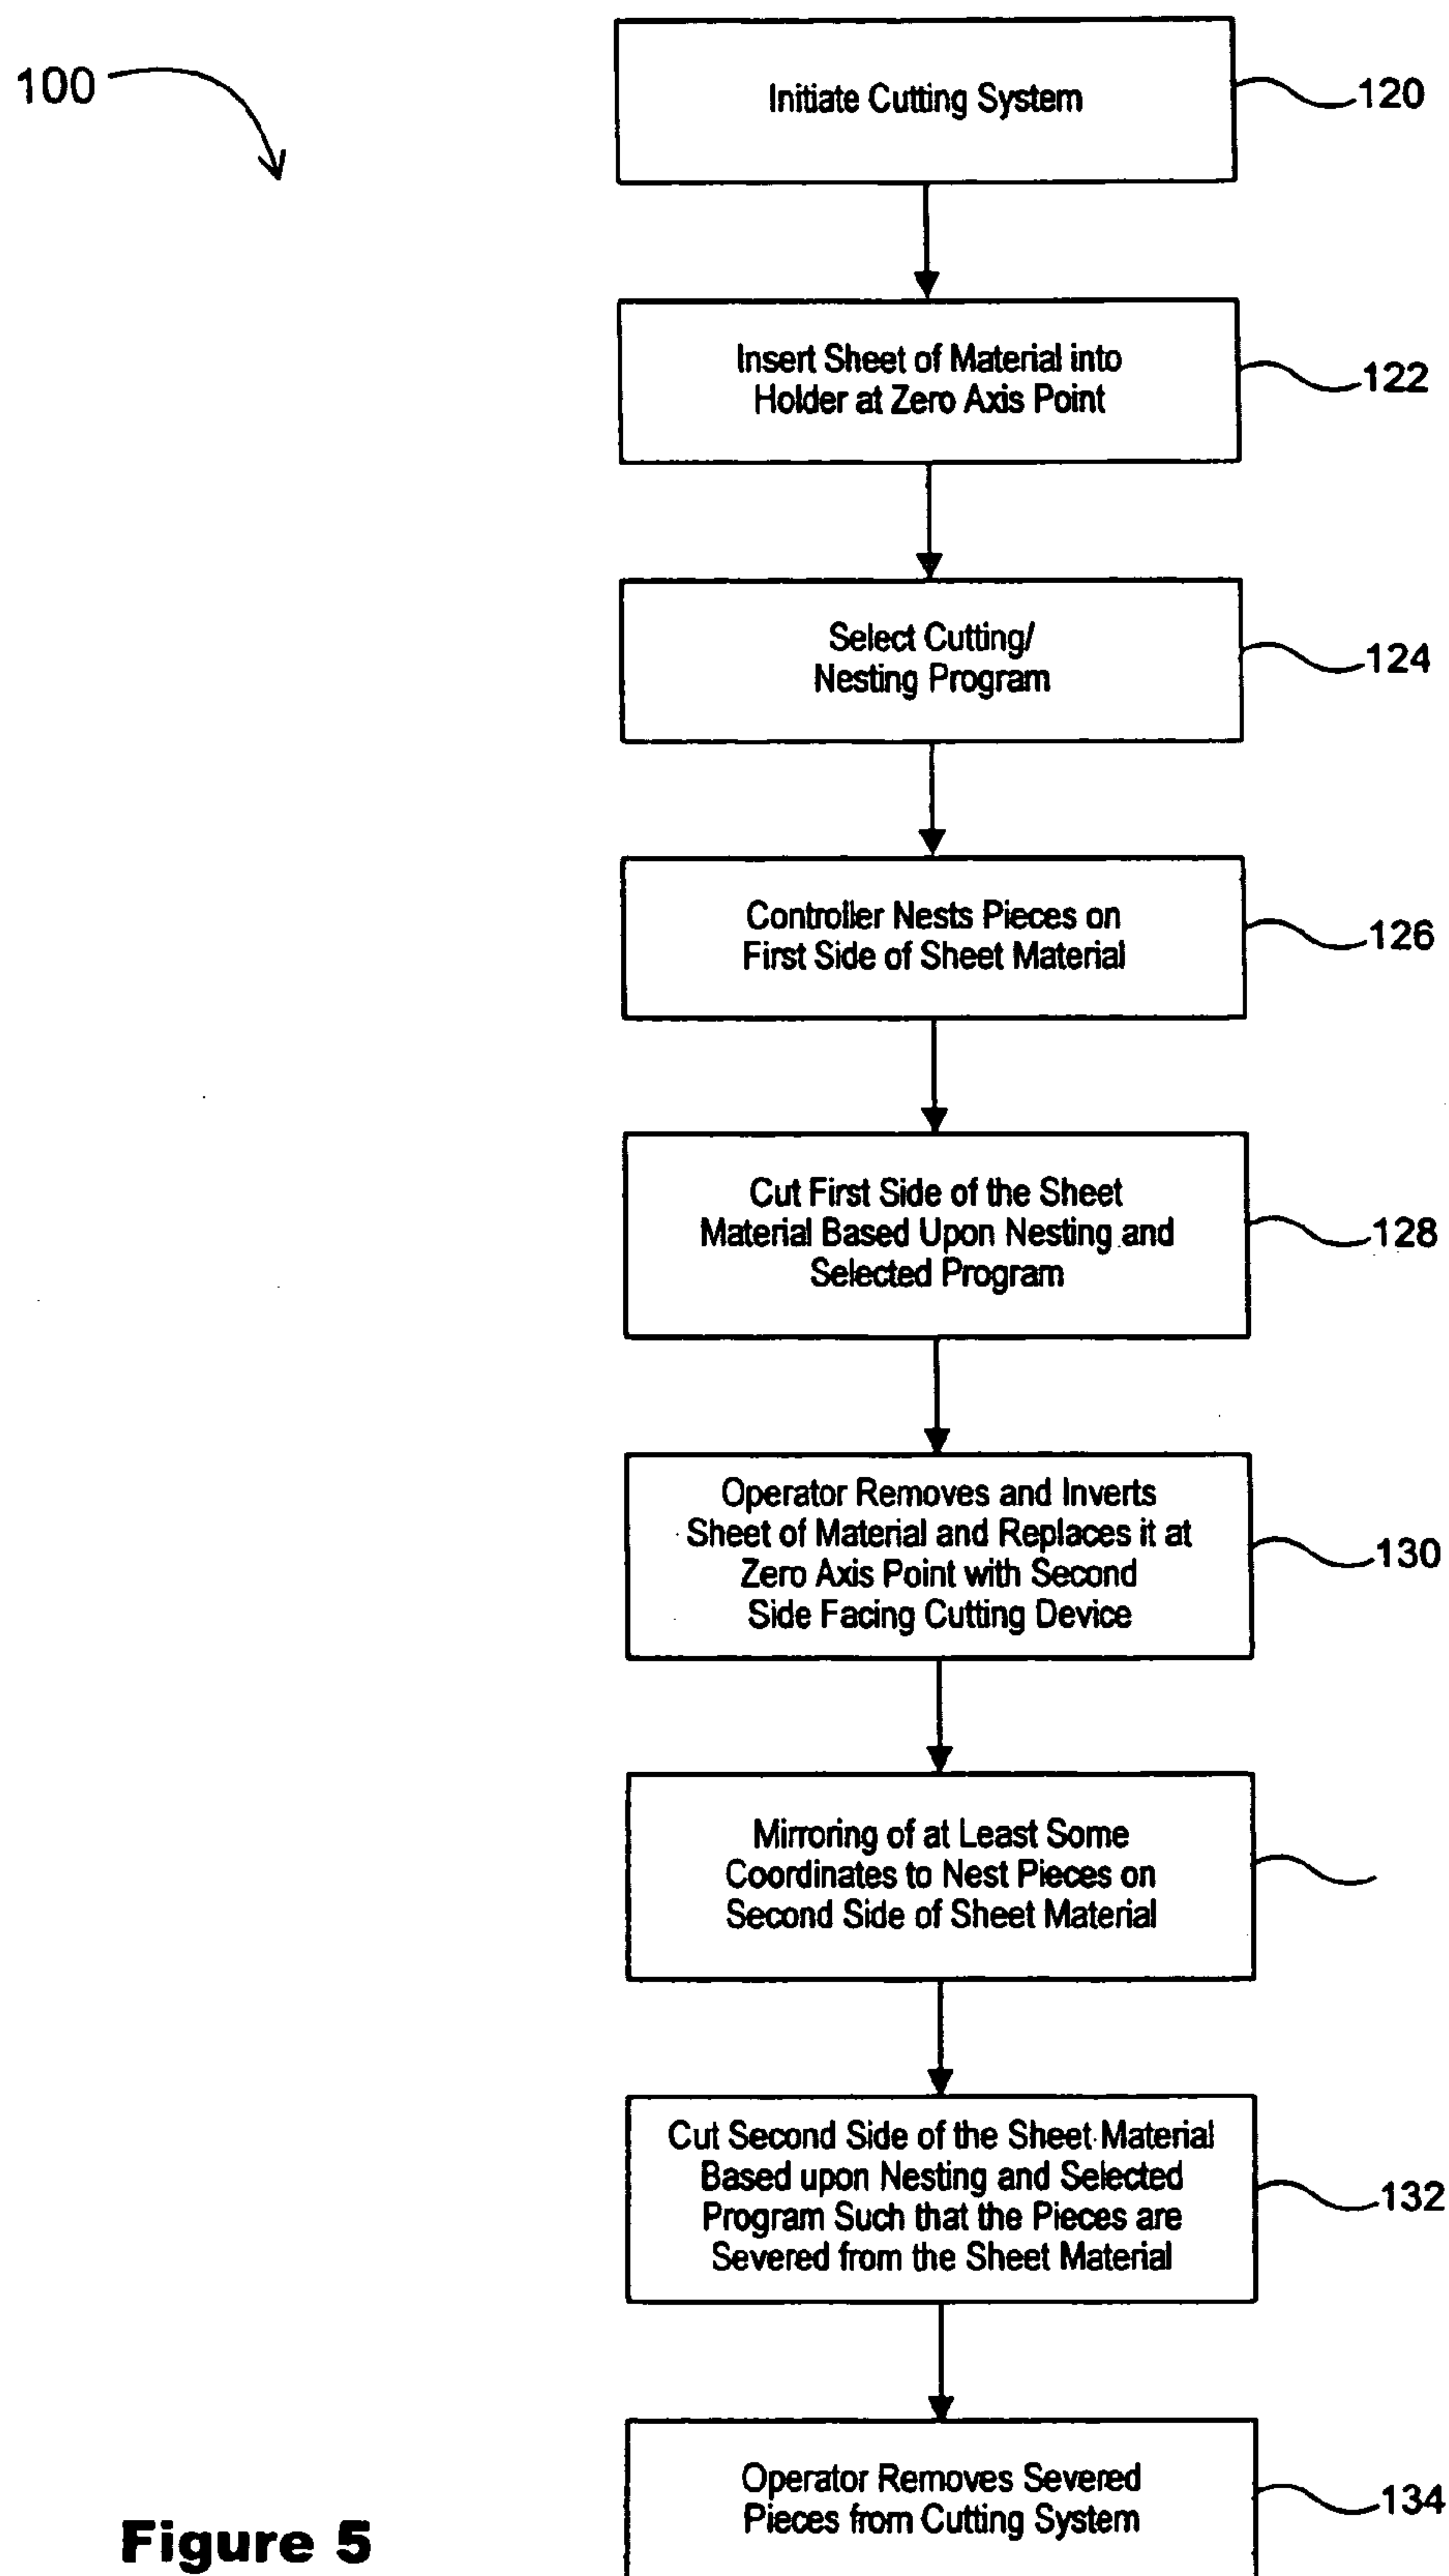 100
Initiate Cutting System
120
Insert Sheet of Material into
Holder at Zero Axis Point
122
Select Cutting/
Nesting Program
124
Controller Nests Pieces on
First Side of Sheet Material
126
Cut First Side of the Sheet
Material Based Upon Nesting and
Selected Program
128
Operator Removes and Inverts
Sheet of Material and Replaces it at
Zero Axis Point with Second
Side Facing Cutting Device
130
Mirroring of at Least Some
Coordinates to Nest Pieces on
Second Side of Sheet Material
Cut Second Side of the Sheet Material
Based upon Nesting and Selected
Program Such that the Pieces are
Severed from the Sheet Material
132
Operator Removes Severed
Pieces from Cutting System
134
Figure 5